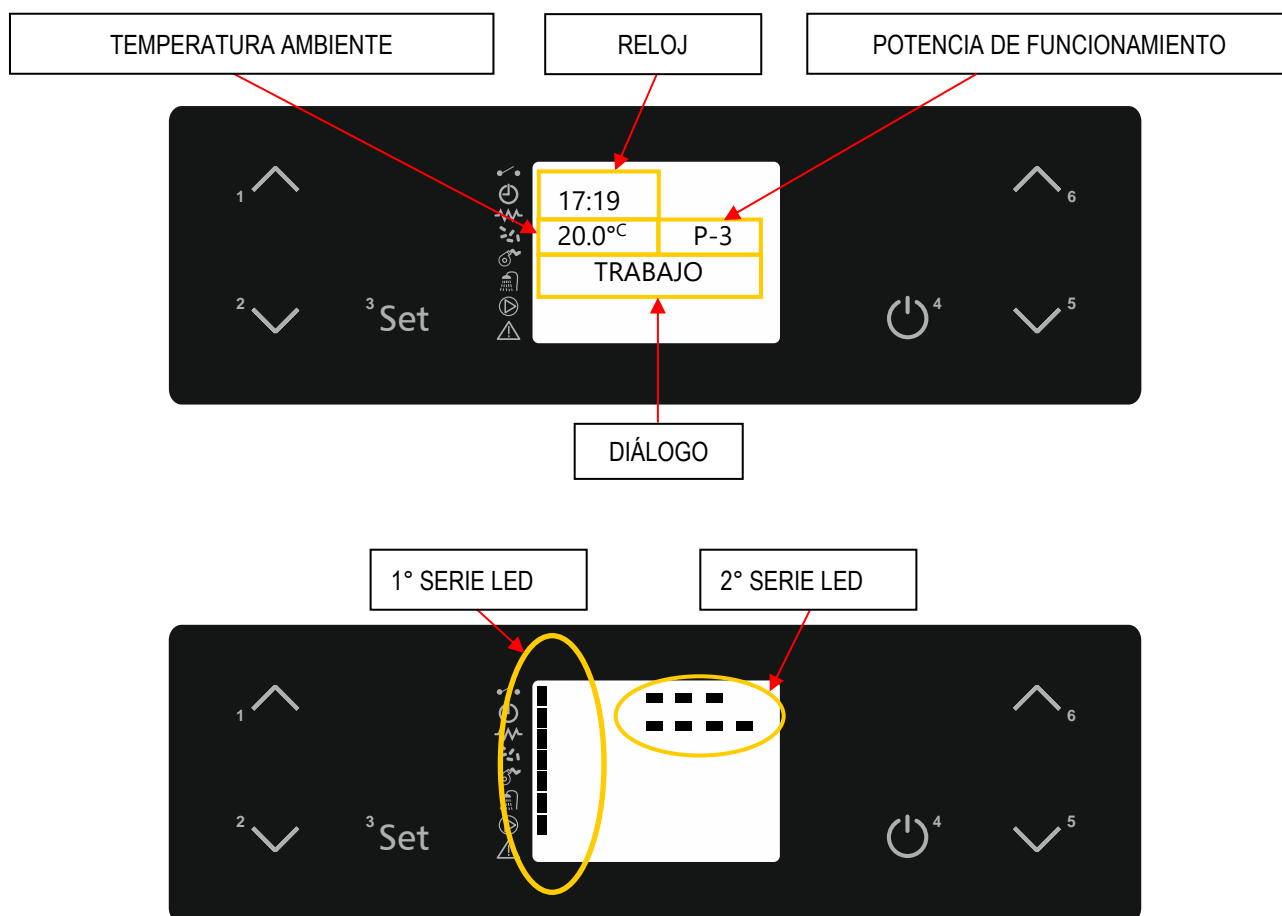 TEMPERATURA AMBIENTE
RELOJ
POTENCIA DE FUNCIONAMIENTO
1
6
17:19
20.0°C
P-3
TRABAJO
2
3
Set
4
5
DIÁLOGO
1° SERIE LED
2° SERIE LED
1
6
2
3
Set
4
5